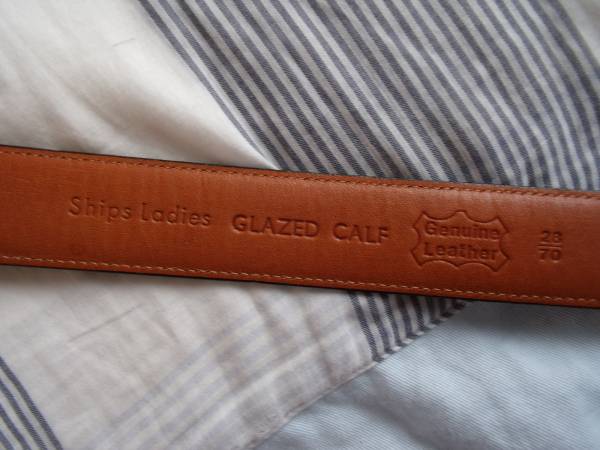 Ships Ladies GLAZED CALF
Genuine
Leather
28
70